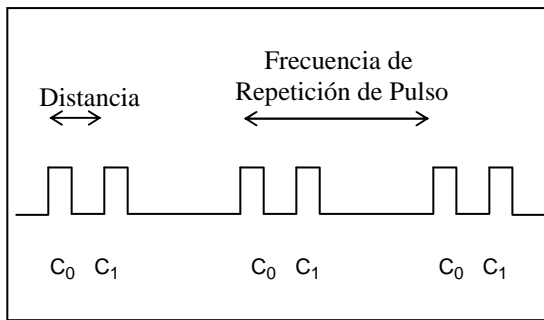 Frecuencia de
Repetición de Pulso
Distancia
C₀ C₁ C₀ C₁ C₀ C₁